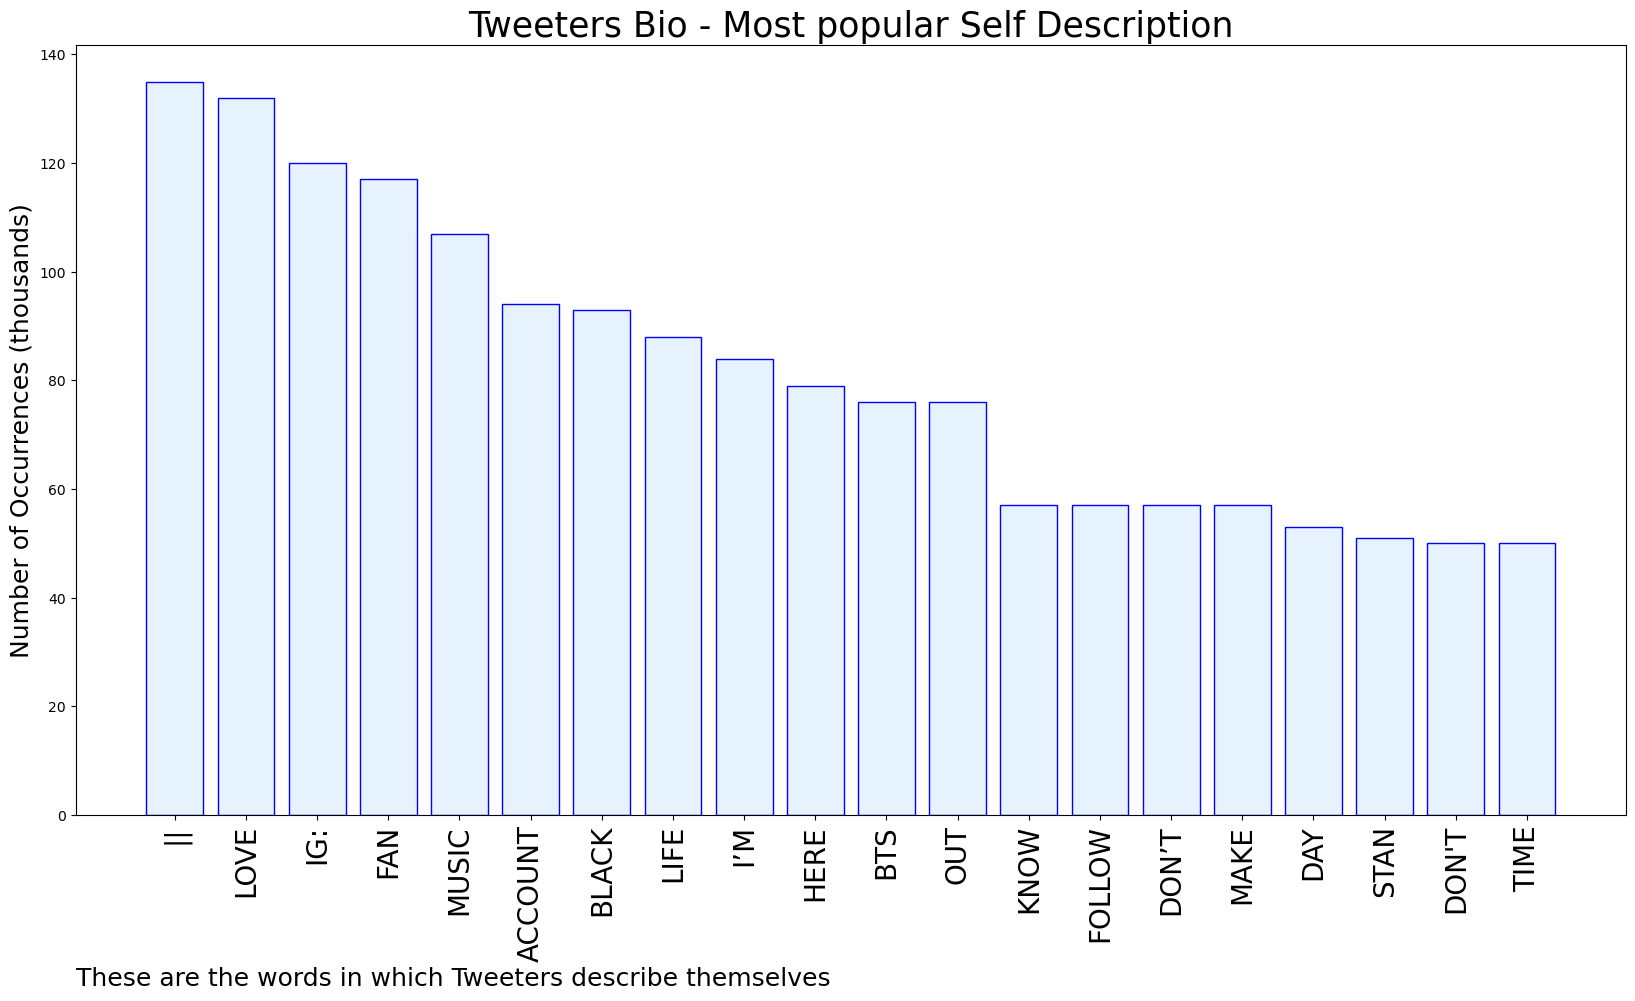 Tweeters Bio - Most popular Self Description
Number of Occurrences (thousands)
140
120
100
80
60
40
20
0
||
LOVE
IG:
FAN
MUSIC
ACCOUNT
BLACK
LIFE
I’M
HERE
BTS
OUT
KNOW
FOLLOW
DON’T
MAKE
DAY
STAN
DON'T
TIME
These are the words in which Tweeters describe themselves